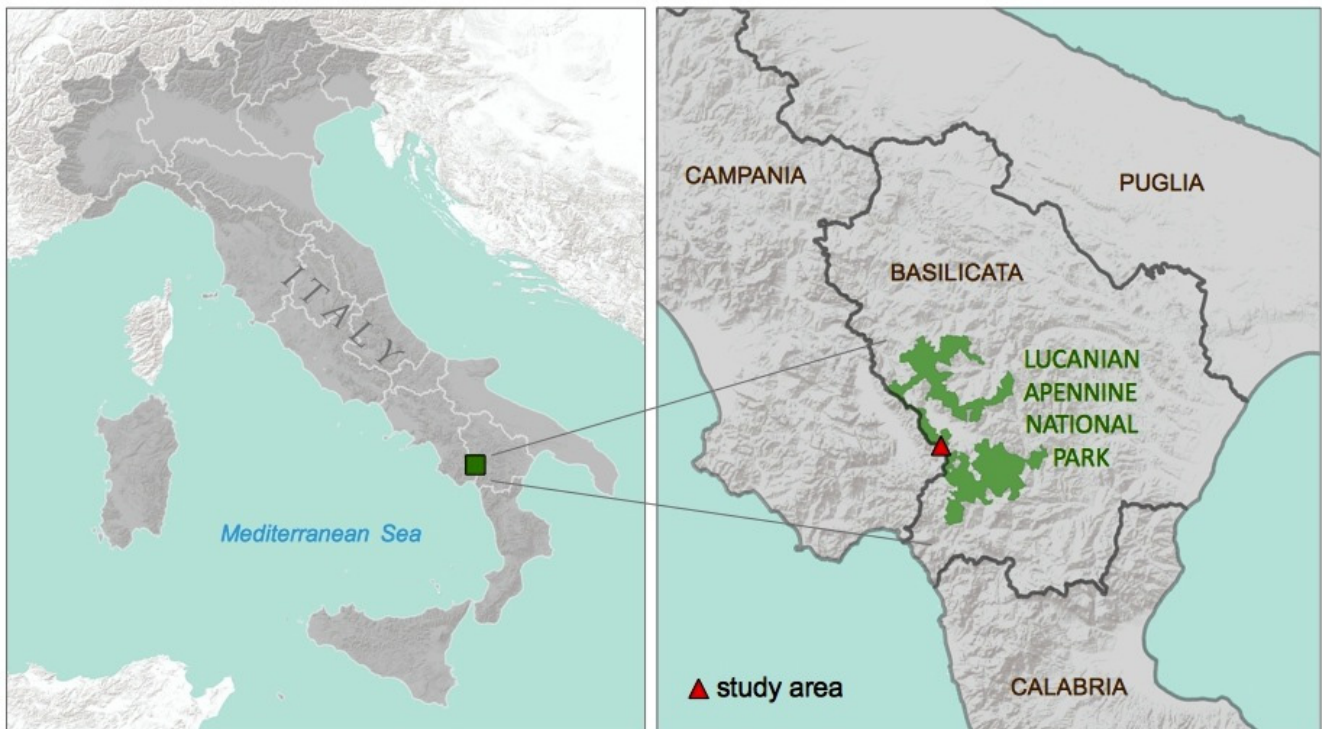 ITALY
Mediterranean Sea
CAMPANIA
PUGLIA
BASILICATA
LUCANIAN
APENNINE
NATIONAL
PARK
study area
CALABRIA